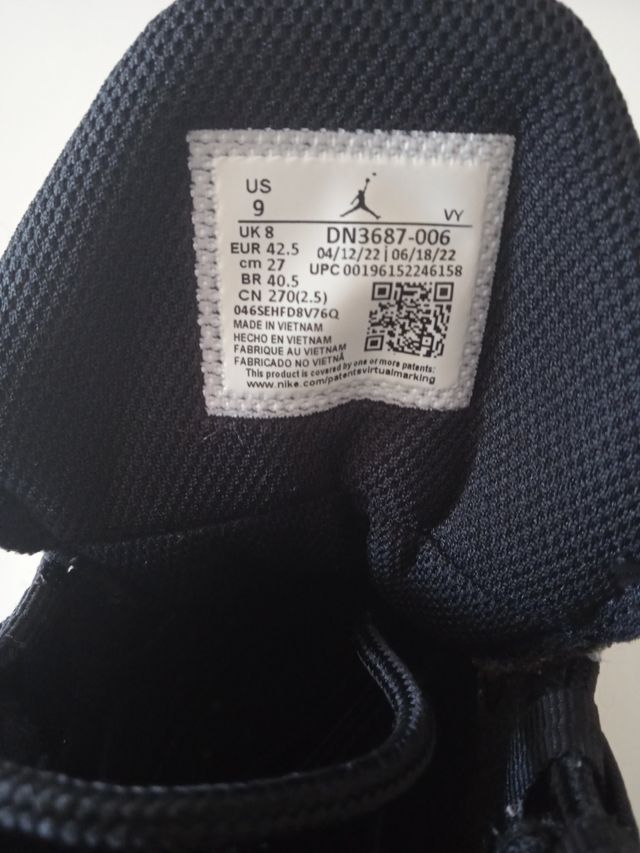 US
9
VY
UK 8
EUR 42.5
cm 27
BR 40.5
CN 270(2.5)
DN3687-006
04/12/22 | 06/18/22
UPC 00196152246158
046SEHFD8V76Q
MADE IN VIETNAM
HECHO EN VIETNAM
FABRIQUE AU VIETNAM
FABRICADO NO VIETNÃ
This product is covered by one or more patents:
www.nike.com/patentsvirtualmarking